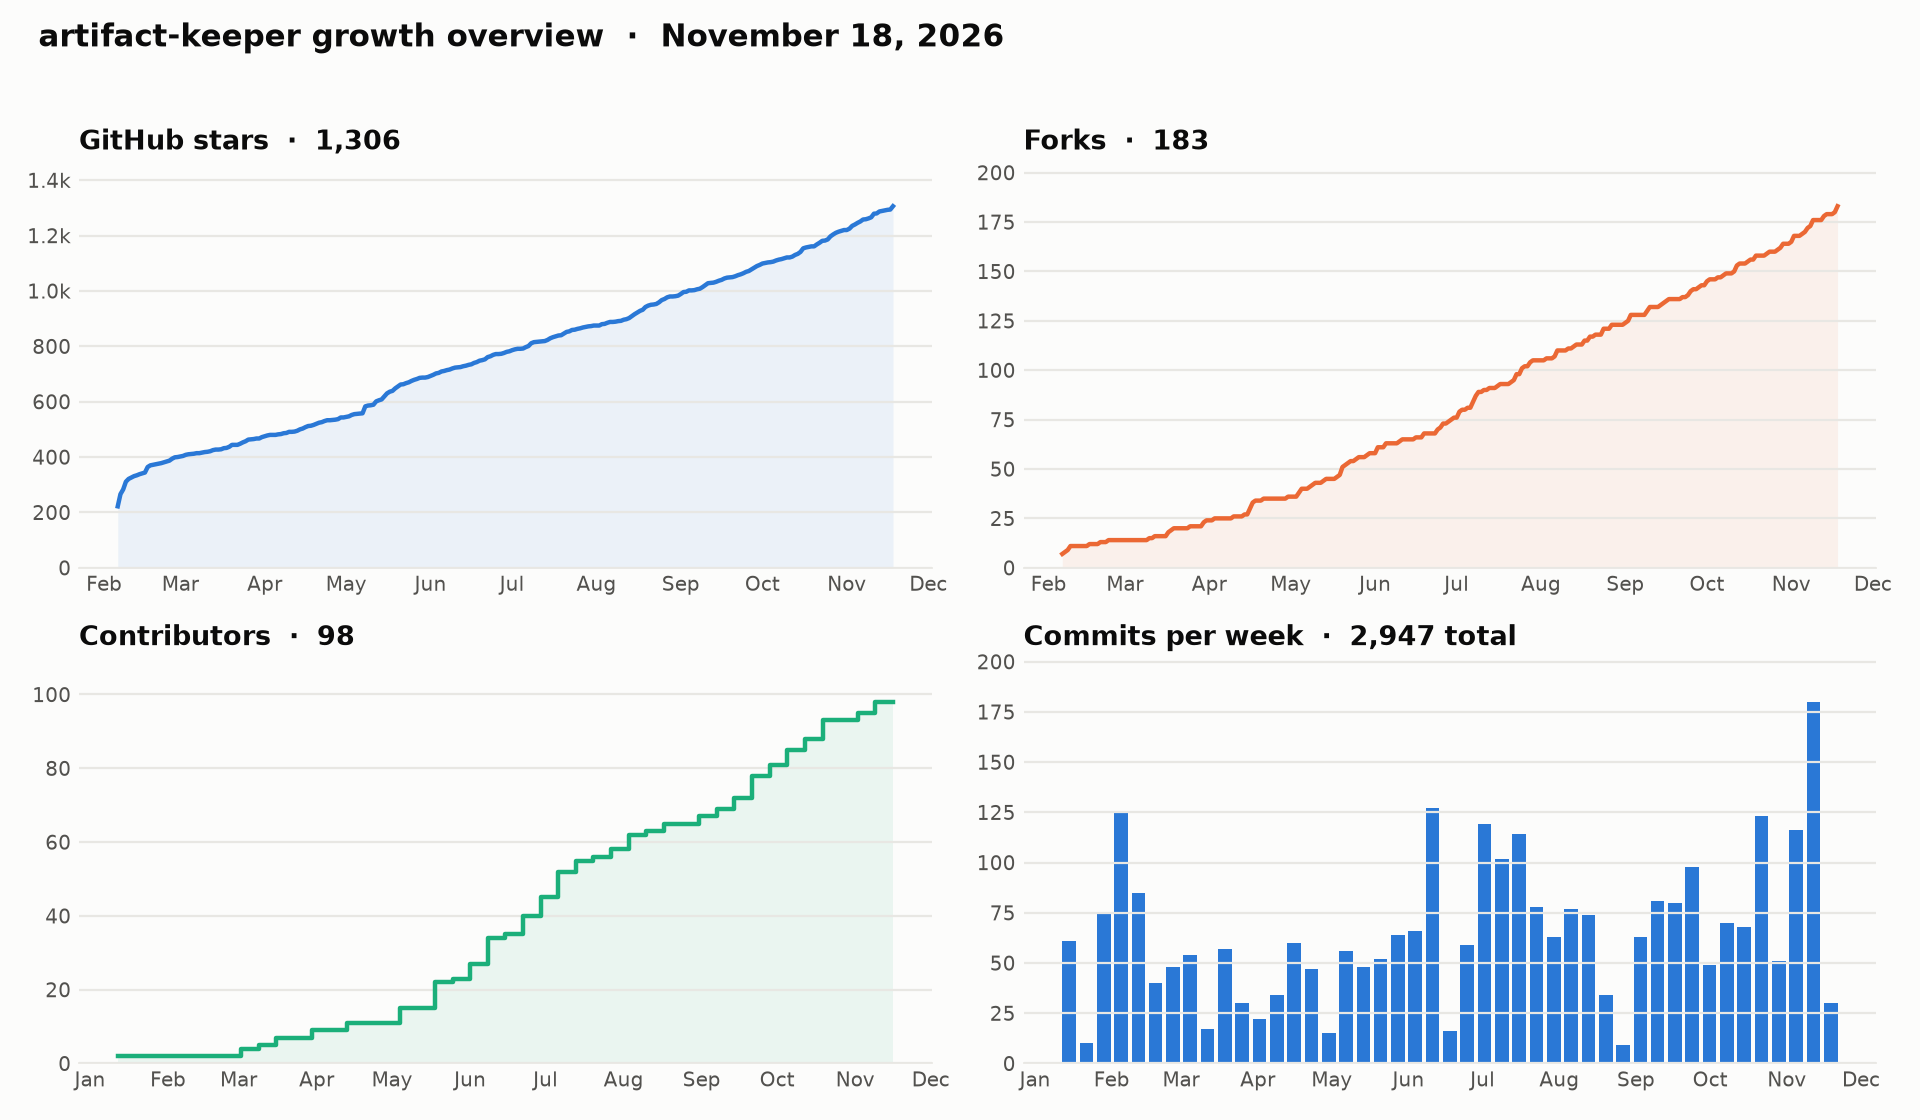 artifact-keeper growth overview · November 18, 2026
GitHub stars · 1,306
1.4k
1.2k
1.0k
800
600
400
200
0
Feb Mar Apr May Jun Jul Aug Sep Oct Nov Dec
Forks · 183
200
175
150
125
100
75
50
25
0
Feb Mar Apr May Jun Jul Aug Sep Oct Nov Dec
Contributors · 98
100
80
60
40
20
0
Jan Feb Mar Apr May Jun Jul Aug Sep Oct Nov Dec
Commits per week · 2,947 total
200
175
150
125
100
75
50
25
0
Jan Feb Mar Apr May Jun Jul Aug Sep Oct Nov Dec